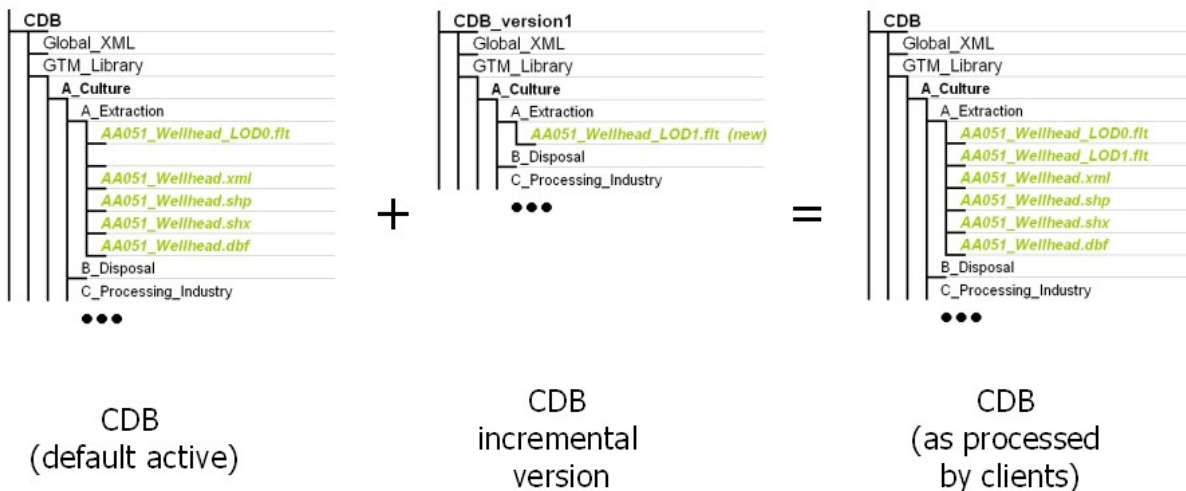 CDB
Global_XML
GTM_Library
A_Culture
A_Extraction
AA051_Wellhead_LOD0.flt
AA051_Wellhead.xml
AA051_Wellhead.shp
AA051_Wellhead.shx
AA051_Wellhead.dbf
B_Disposal
C_Processing_Industry
●●●
CDB
(default active)
+
CDB_version1
Global_XML
GTM_Library
A_Culture
A_Extraction
AA051_Wellhead_LOD1.flt (new)
B_Disposal
C_Processing_Industry
●●●
CDB
incremental
version
=
CDB
Global_XML
GTM_Library
A_Culture
A_Extraction
AA051_Wellhead_LOD0.flt
AA051_Wellhead_LOD1.flt
AA051_Wellhead.xml
AA051_Wellhead.shp
AA051_Wellhead.shx
AA051_Wellhead.dbf
B_Disposal
C_Processing_Industry
●●●
CDB
(as processed
by clients)